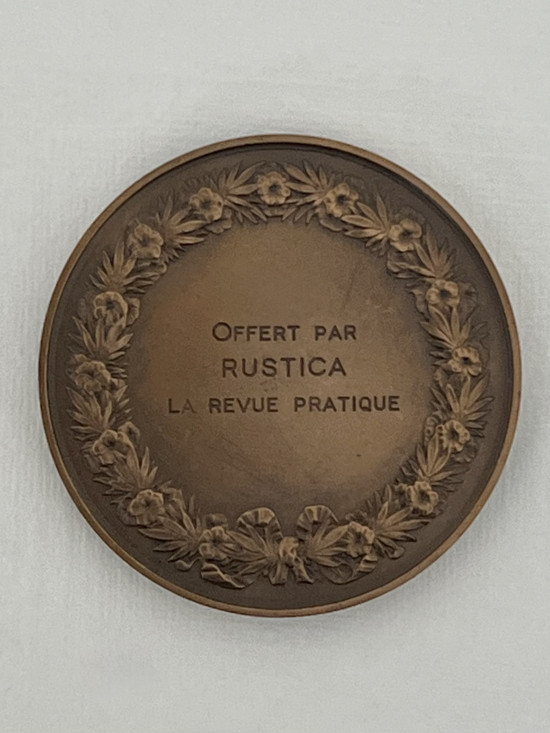 OFFERT PAR
RUSTICA
LA REVUE PRATIQUE